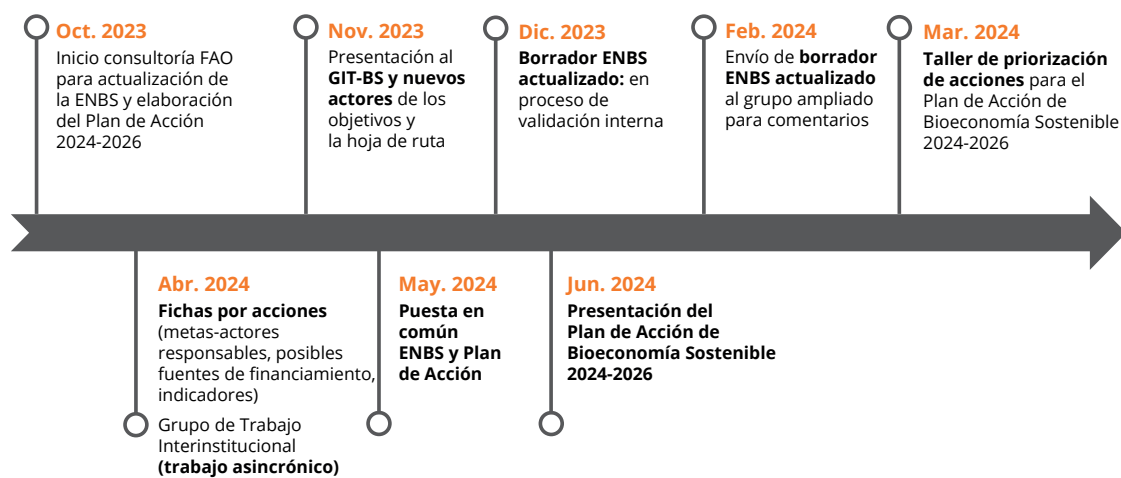 Oct. 2023
Inicio consultoría FAO
para actualización de
la ENBS y elaboración
del Plan de Acción
2024-2026
Nov. 2023
Presentación al
GIT-BS y nuevos
actores de los
objetivos y
la hoja de ruta
Dic. 2023
Borrador ENBS
actualizado: en
proceso de
validación interna
Feb. 2024
Envío de borrador
ENBS actualizado
al grupo ampliado
para comentarios
Mar. 2024
Taller de priorización
de acciones para el
Plan de Acción de
Bioeconomía Sostenible
2024-2026
Abr. 2024
Fichas por acciones
(metas-actores
responsables, posibles
fuentes de financiamiento,
indicadores)
Grupo de Trabajo
Interinstitucional
(trabajo asincrónico)
May. 2024
Puesta en
común
ENBS y Plan
de Acción
Jun. 2024
Presentación del
Plan de Acción de
Bioeconomía Sostenible
2024-2026